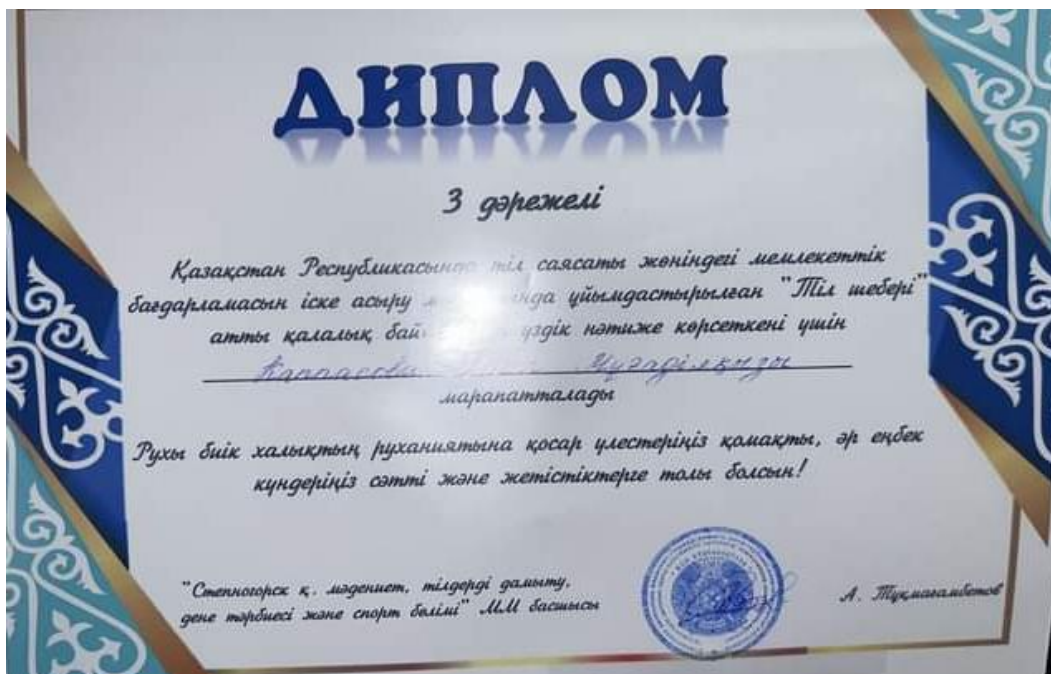 ДИПЛОМ
3 дәрежелі
Қазақстан Республикасында тіл саясаты жөніндегі мемлекеттік
бағдарламасын іске асыру ұйымдастырылған "Тіл шебері"
атты қалалық үздік нәтиже көрсеткені үшін
марапатталады
Рухы биік халықтың руханиятына қосар үлестеріңіз қомақты, әр еңбек
күндеріңіз сәтті және жетістіктерге толы болсын!
"Степногорск қ. мәдениет, тілдерді дамыту,
дене тәрбиесі және спорт бөлімі" ММ басшысы
А. Тұқмағамбетов